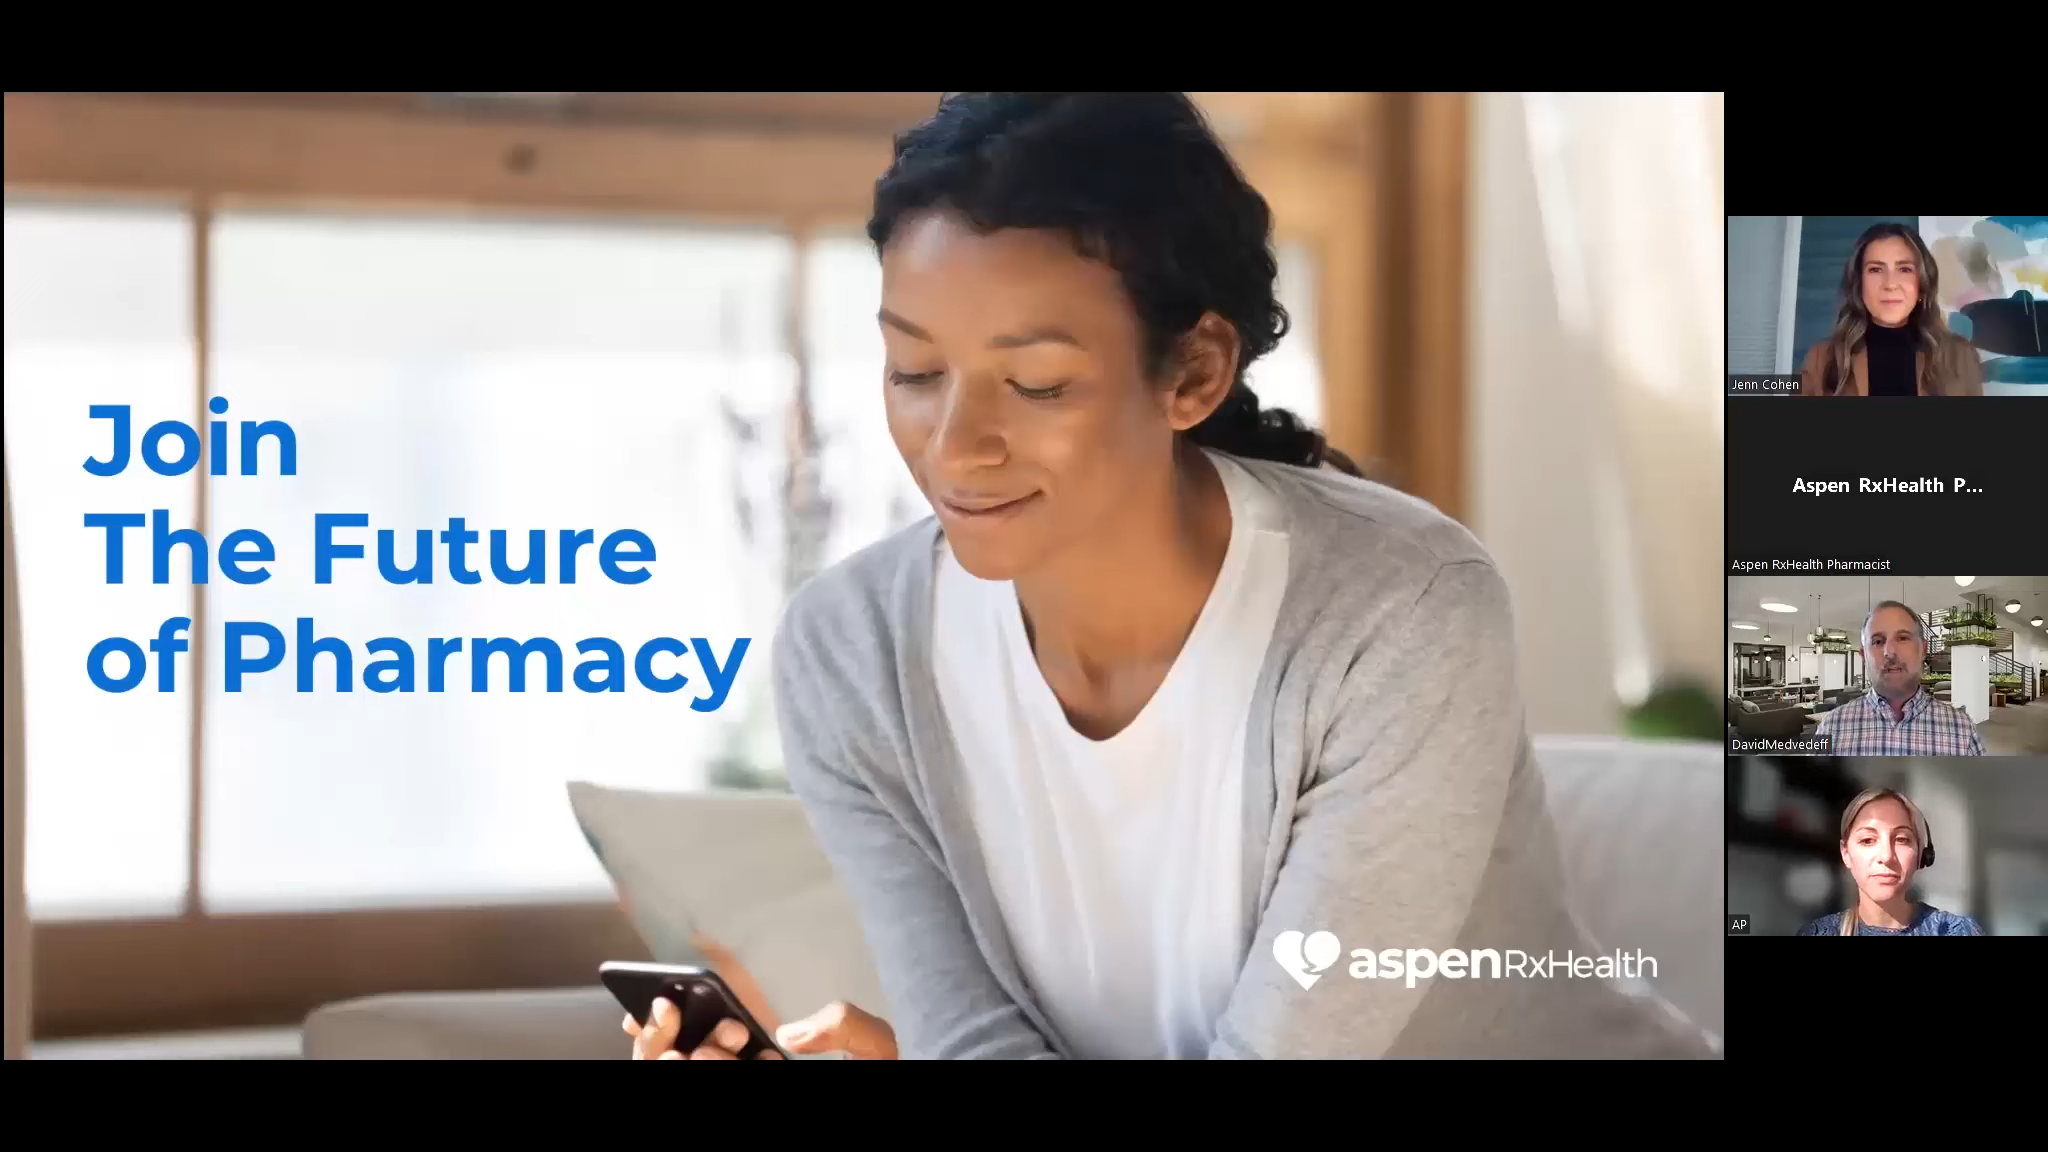 Join
The Future
of Pharmacy
aspenRxHealth
Jenn Cohen
Aspen RxHealth P...
Aspen RxHealth Pharmacist
DavidMedvedeff
AP